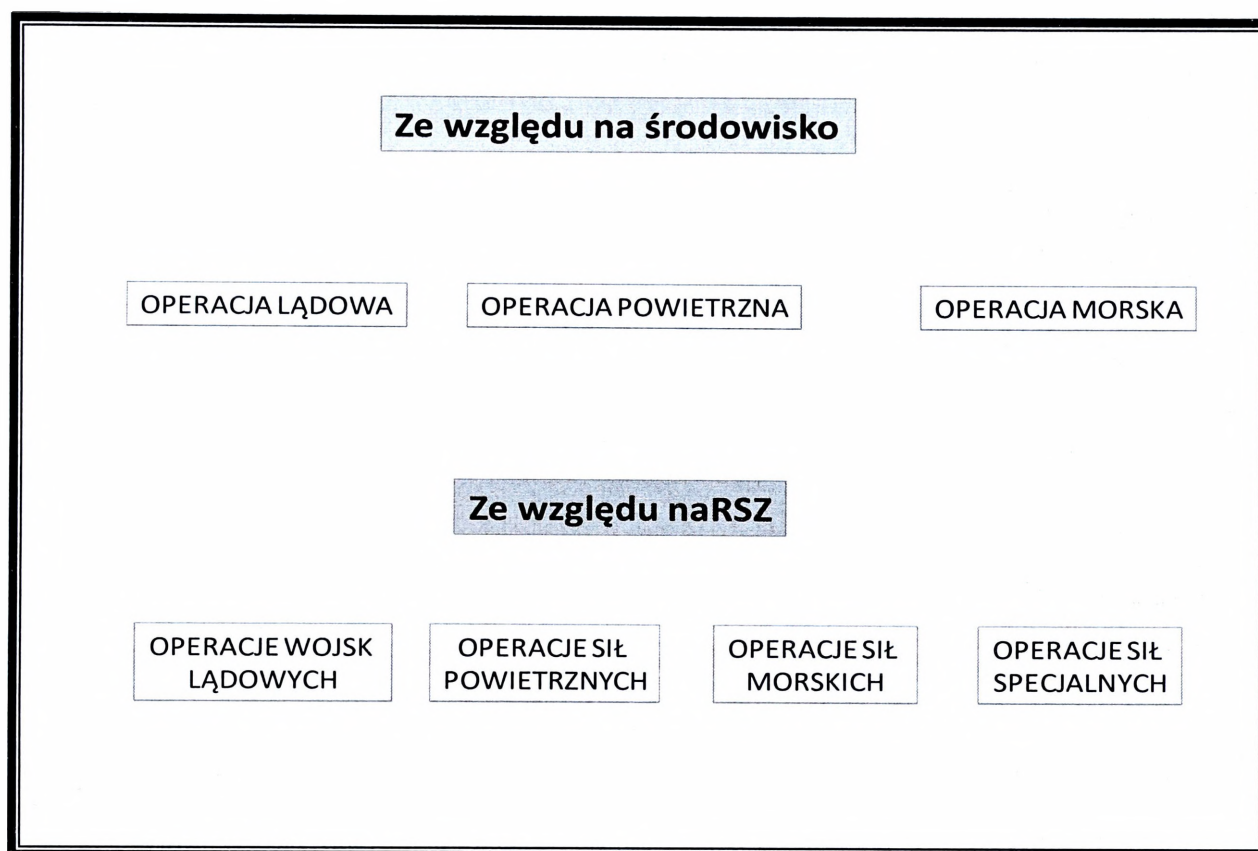 Ze względu na środowisko
OPERACJA LĄDOWA
OPERACJA POWIETRZNA
OPERACJA MORSKA
Ze względu naRSZ
OPERACJE WOJSK
LĄDOWYCH
OPERACJE SIŁ
POWIETRZNYCH
OPERACJE SIŁ
MORSKICH
OPERACJE SIŁ
SPECJALNYCH